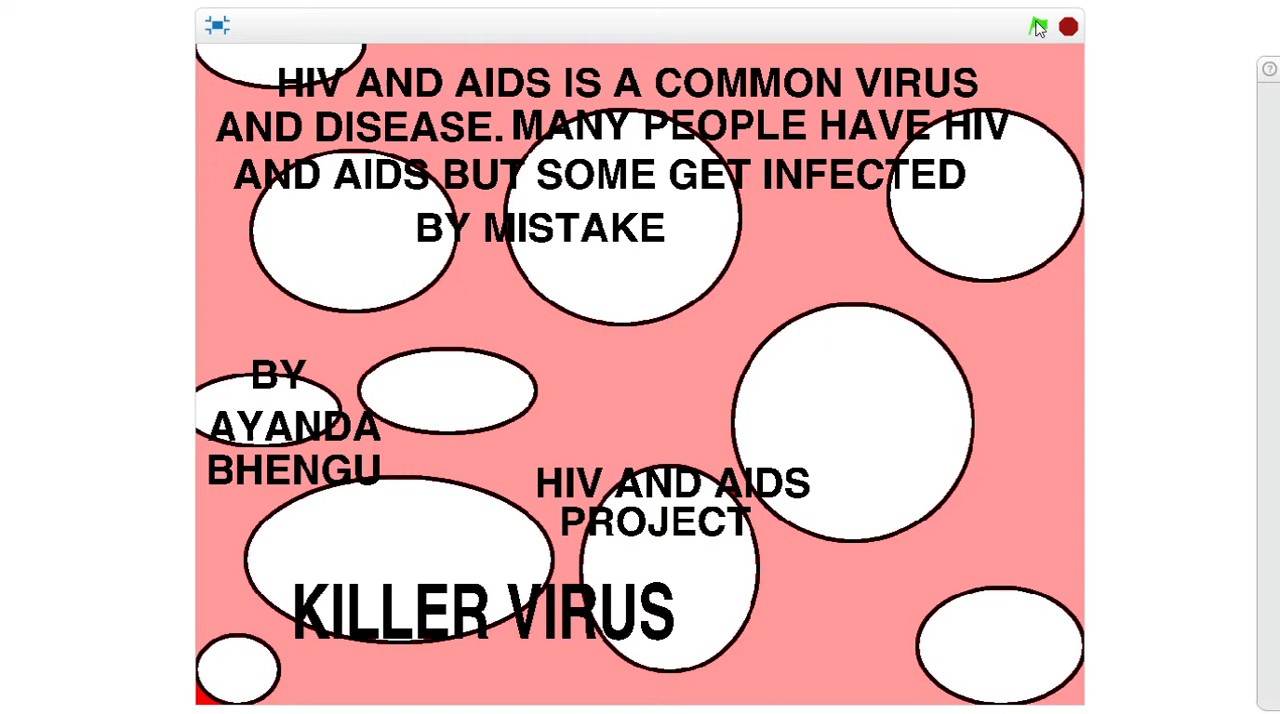 HIV AND AIDS IS A COMMON VIRUS
AND DISEASE. MANY PEOPLE HAVE HIV
AND AIDS BUT SOME GET INFECTED
BY MISTAKE
BY
AYANDA
BHENGU
HIV AND AIDS
PROJECT
KILLER VIRUS
?